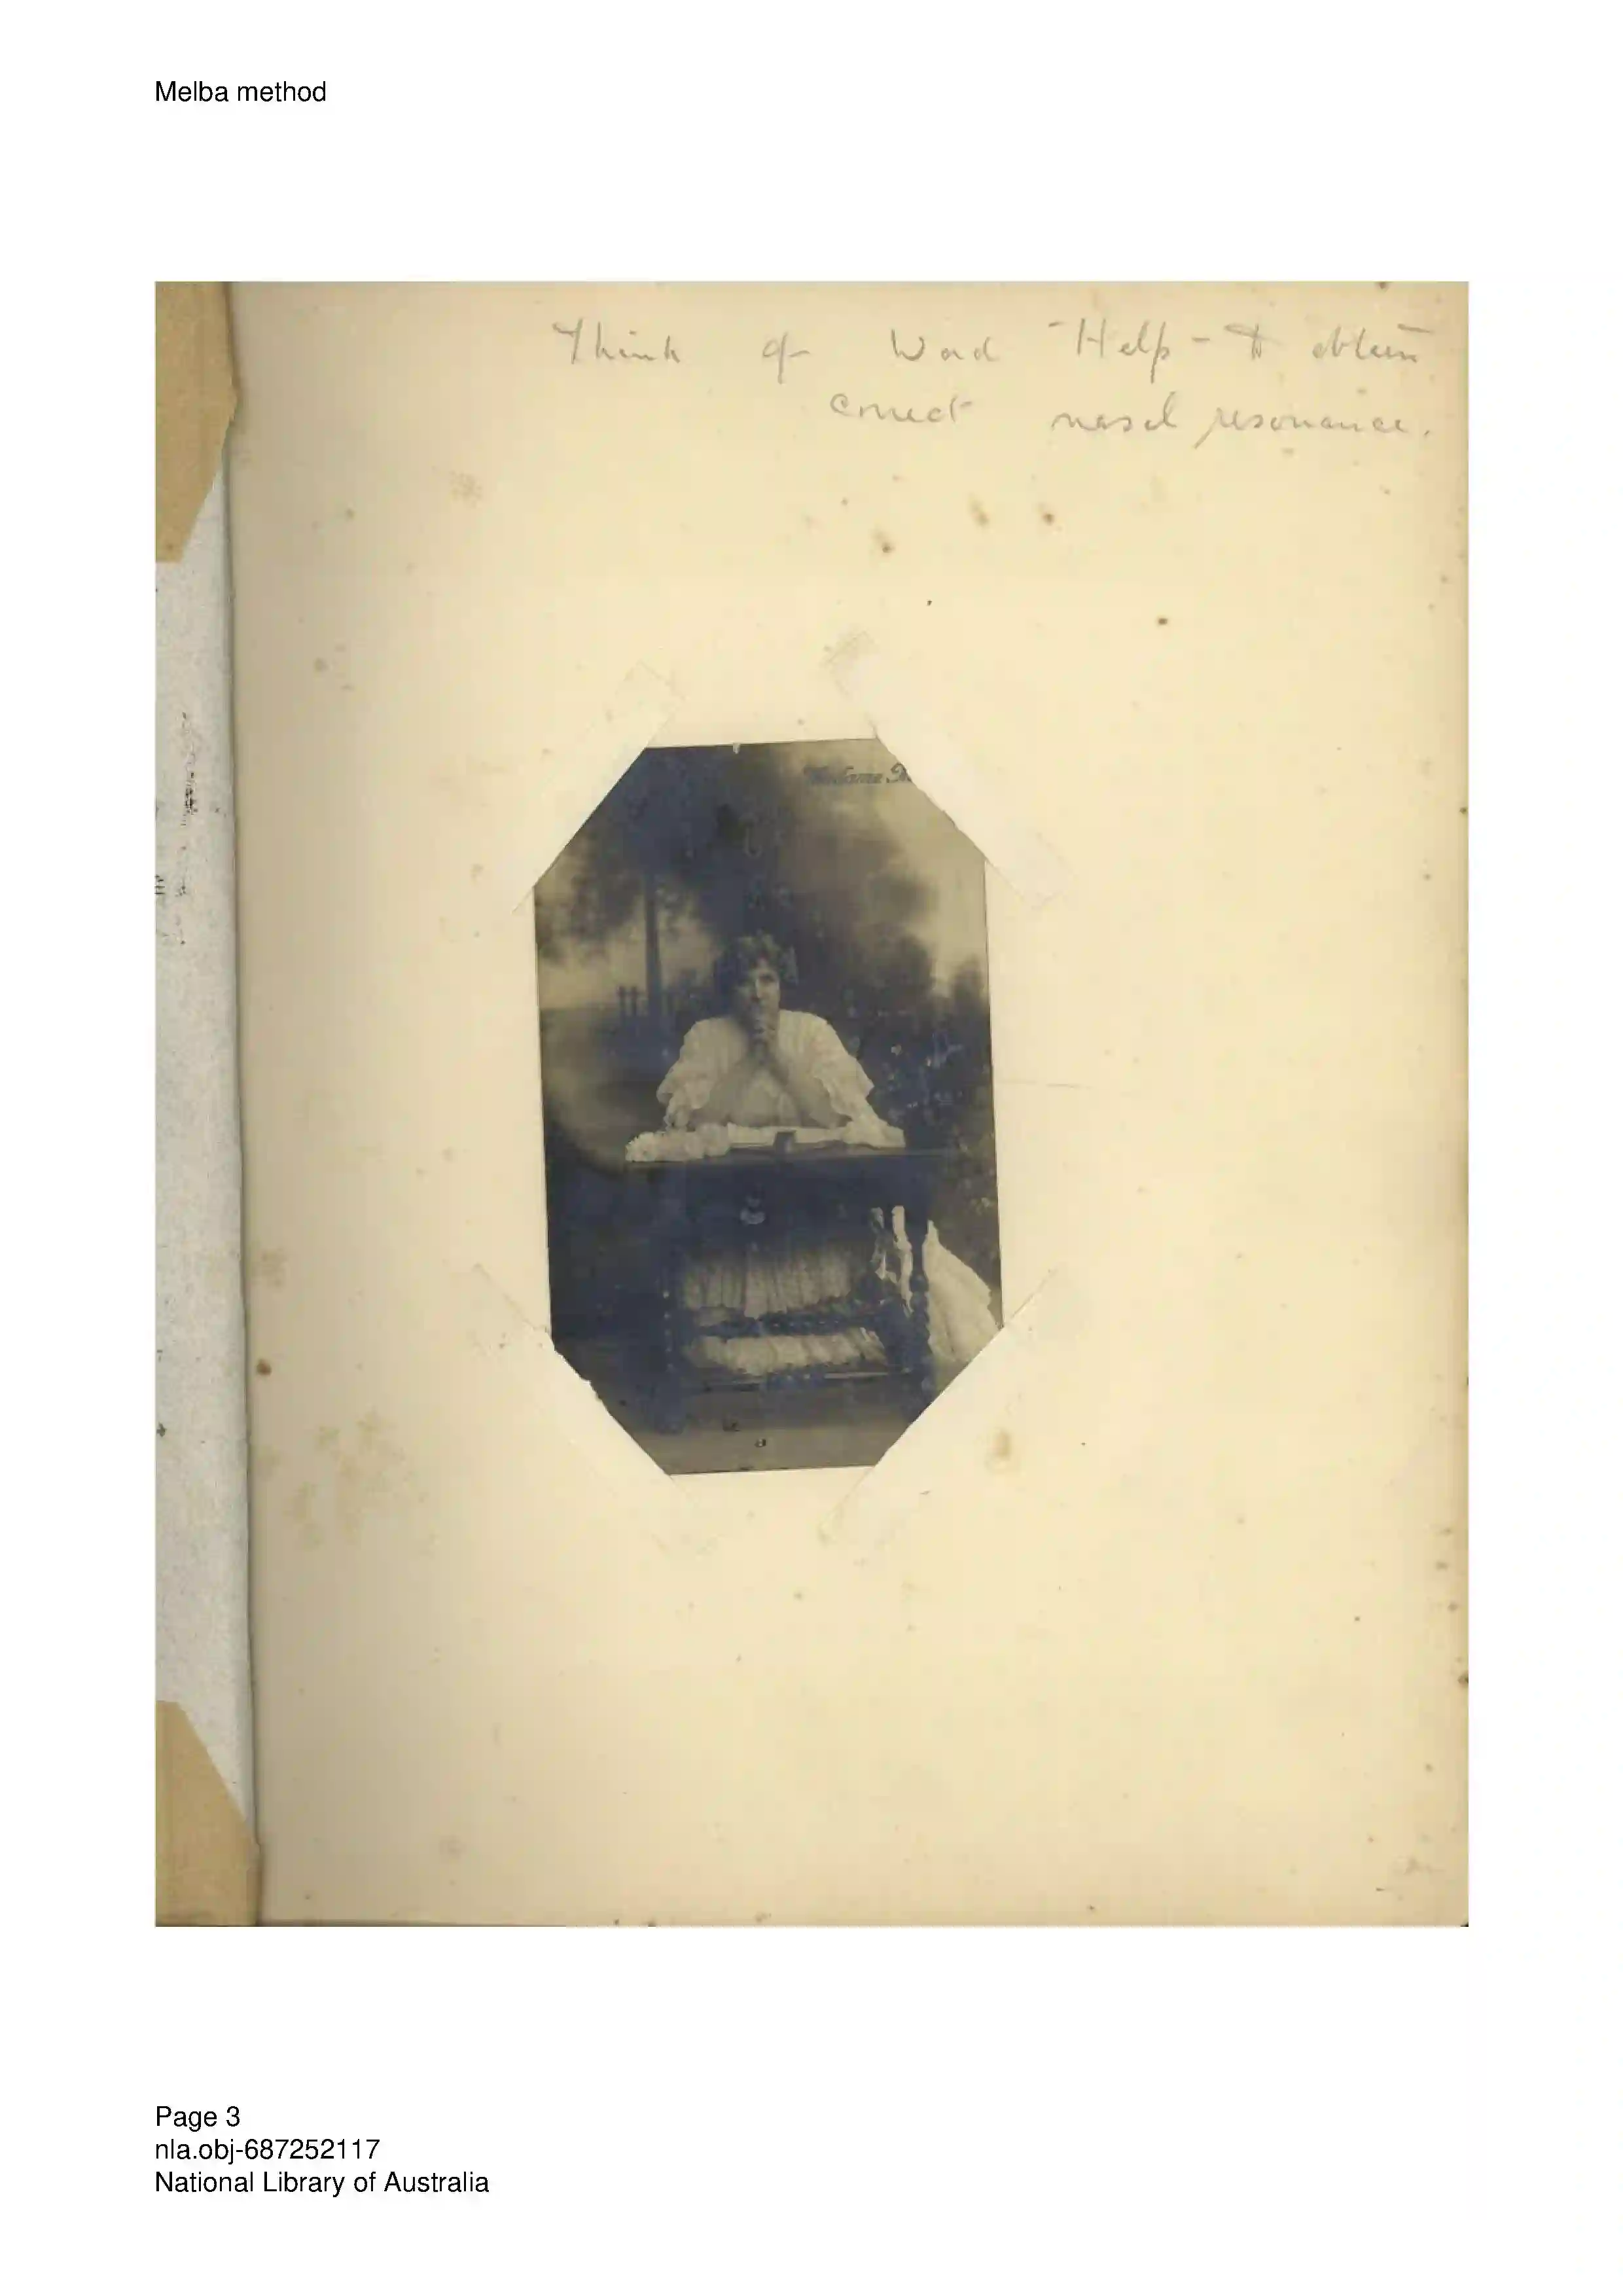 Melba method
Think of Word "Help - to obtain
correct nasal resonance.
Madame
Page 3
nla.obj-687252117
National Library of Australia